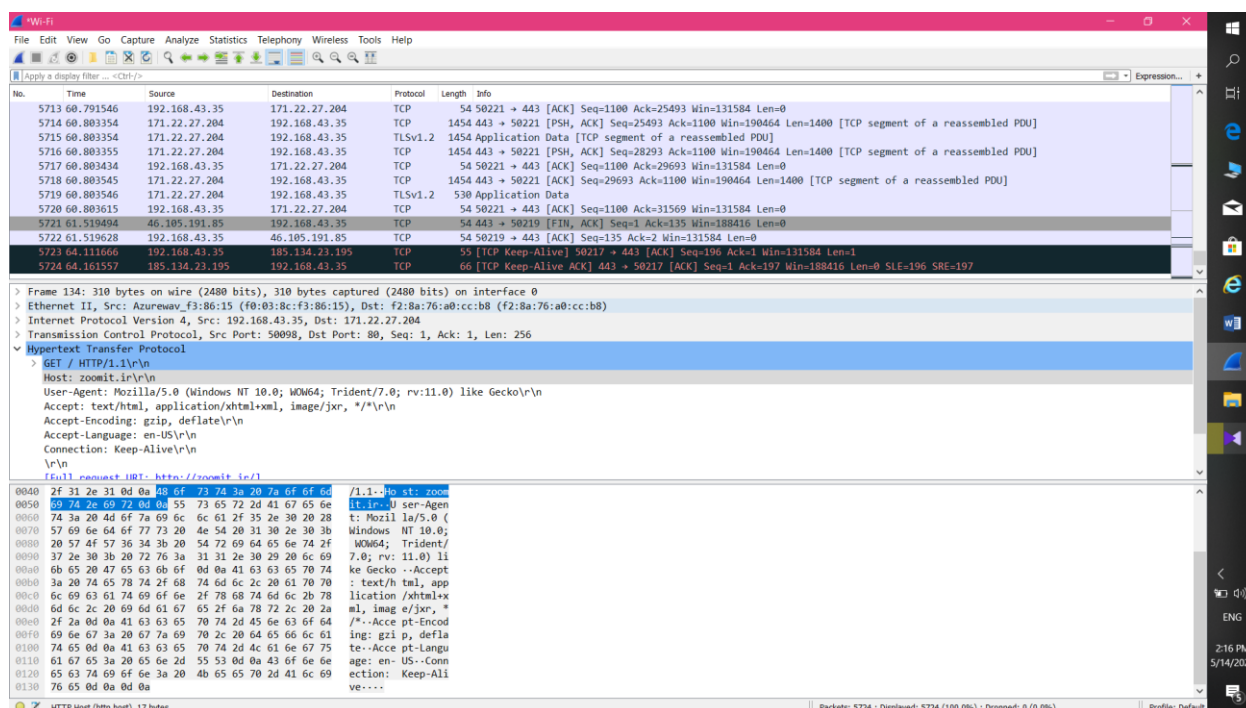 *Wi-Fi
File Edit View Go Capture Analyze Statistics Telephony Wireless Tools Help
Apply a display filter ... <Ctrl-/>
Expression... +
No. Time Source Destination Protocol Length Info
5713 60.791546 192.168.43.35 171.22.27.204 TCP 54 50221 → 443 [ACK] Seq=1100 Ack=25493 Win=131584 Len=0
5714 60.803354 171.22.27.204 192.168.43.35 TCP 1454 443 → 50221 [PSH, ACK] Seq=25493 Ack=1100 Win=190464 Len=1400 [TCP segment of a reassembled PDU]
5715 60.803354 171.22.27.204 192.168.43.35 TLSv1.2 1454 Application Data [TCP segment of a reassembled PDU]
5716 60.803355 171.22.27.204 192.168.43.35 TCP 1454 443 → 50221 [PSH, ACK] Seq=28293 Ack=1100 Win=190464 Len=1400 [TCP segment of a reassembled PDU]
5717 60.803434 192.168.43.35 171.22.27.204 TCP 54 50221 → 443 [ACK] Seq=1100 Ack=29693 Win=131584 Len=0
5718 60.803545 171.22.27.204 192.168.43.35 TCP 1454 443 → 50221 [ACK] Seq=29693 Ack=1100 Win=190464 Len=1400 [TCP segment of a reassembled PDU]
5719 60.803546 171.22.27.204 192.168.43.35 TLSv1.2 530 Application Data
5720 60.803615 192.168.43.35 171.22.27.204 TCP 54 50221 → 443 [ACK] Seq=1100 Ack=31569 Win=131584 Len=0
5721 61.519494 46.105.191.85 192.168.43.35 TCP 54 443 → 50219 [FIN, ACK] Seq=1 Ack=135 Win=188416 Len=0
5722 61.519628 192.168.43.35 46.105.191.85 TCP 54 50219 → 443 [ACK] Seq=135 Ack=2 Win=131584 Len=0
5723 64.111666 192.168.43.35 185.134.23.195 TCP 55 [TCP Keep-Alive] 50217 → 443 [ACK] Seq=196 Ack=1 Win=131584 Len=1
5724 64.161557 185.134.23.195 192.168.43.35 TCP 66 [TCP Keep-Alive ACK] 443 → 50217 [ACK] Seq=1 Ack=197 Win=188416 Len=0 SLE=196 SRE=197
Frame 134: 310 bytes on wire (2480 bits), 310 bytes captured (2480 bits) on interface 0
Ethernet II, Src: Azurewav_f3:86:15 (f0:03:8c:f3:86:15), Dst: f2:8a:76:a0:cc:b8 (f2:8a:76:a0:cc:b8)
Internet Protocol Version 4, Src: 192.168.43.35, Dst: 171.22.27.204
Transmission Control Protocol, Src Port: 50098, Dst Port: 80, Seq: 1, Ack: 1, Len: 256
Hypertext Transfer Protocol
GET / HTTP/1.1\r\n
Host: zoomit.ir\r\n
User-Agent: Mozilla/5.0 (Windows NT 10.0; WOW64; Trident/7.0; rv:11.0) like Gecko\r\n
Accept: text/html, application/xhtml+xml, image/jxr, */*\r\n
Accept-Encoding: gzip, deflate\r\n
Accept-Language: en-US\r\n
Connection: Keep-Alive\r\n
\r\n
[Full request URI: http://zoomit.ir/]
0040 2f 31 2e 31 0d 0a 48 6f 73 74 3a 20 7a 6f 6f 6d /1.1··Ho st: zoom
0050 69 74 2e 69 72 0d 0a 55 73 65 72 2d 41 67 65 6e it.ir··U ser-Agen
0060 74 3a 20 4d 6f 7a 69 6c 6c 61 2f 35 2e 30 20 28 t: Mozil la/5.0 (
0070 57 69 6e 64 6f 77 73 20 4e 54 20 31 30 2e 30 3b Windows NT 10.0;
0080 20 57 4f 57 36 34 3b 20 54 72 69 64 65 6e 74 2f WOW64; Trident/
0090 37 2e 30 3b 20 72 76 3a 31 31 2e 30 29 20 6c 69 7.0; rv: 11.0) li
00a0 6b 65 20 47 65 63 6b 6f 0d 0a 41 63 63 65 70 74 ke Gecko ··Accept
00b0 3a 20 74 65 78 74 2f 68 74 6d 6c 2c 20 61 70 70 : text/h tml, app
00c0 6c 69 63 61 74 69 6f 6e 2f 78 68 74 6d 6c 2b 78 lication /xhtml+x
00d0 6d 6c 2c 20 69 6d 61 67 65 2f 6a 78 72 2c 20 2a ml, imag e/jxr, *
00e0 2f 2a 0d 0a 41 63 63 65 70 74 2d 45 6e 63 6f 64 /*··Acce pt-Encod
00f0 69 6e 67 3a 20 67 7a 69 70 2c 20 64 65 66 6c 61 ing: gzi p, defla
0100 74 65 0d 0a 41 63 63 65 70 74 2d 4c 61 6e 67 75 te··Acce pt-Langu
0110 61 67 65 3a 20 65 6e 2d 55 53 0d 0a 43 6f 6e 6e age: en- US··Conn
0120 65 63 74 69 6f 6e 3a 20 4b 65 65 70 2d 41 6c 69 ection: Keep-Ali
0130 76 65 0d 0a 0d 0a ve····
HTTP Host (http.host), 17 bytes
Packets: 5724 · Displayed: 5724 (100.0%) · Dropped: 0 (0.0%)
Profile: Default
ENG
2:16 PM
5/14/202